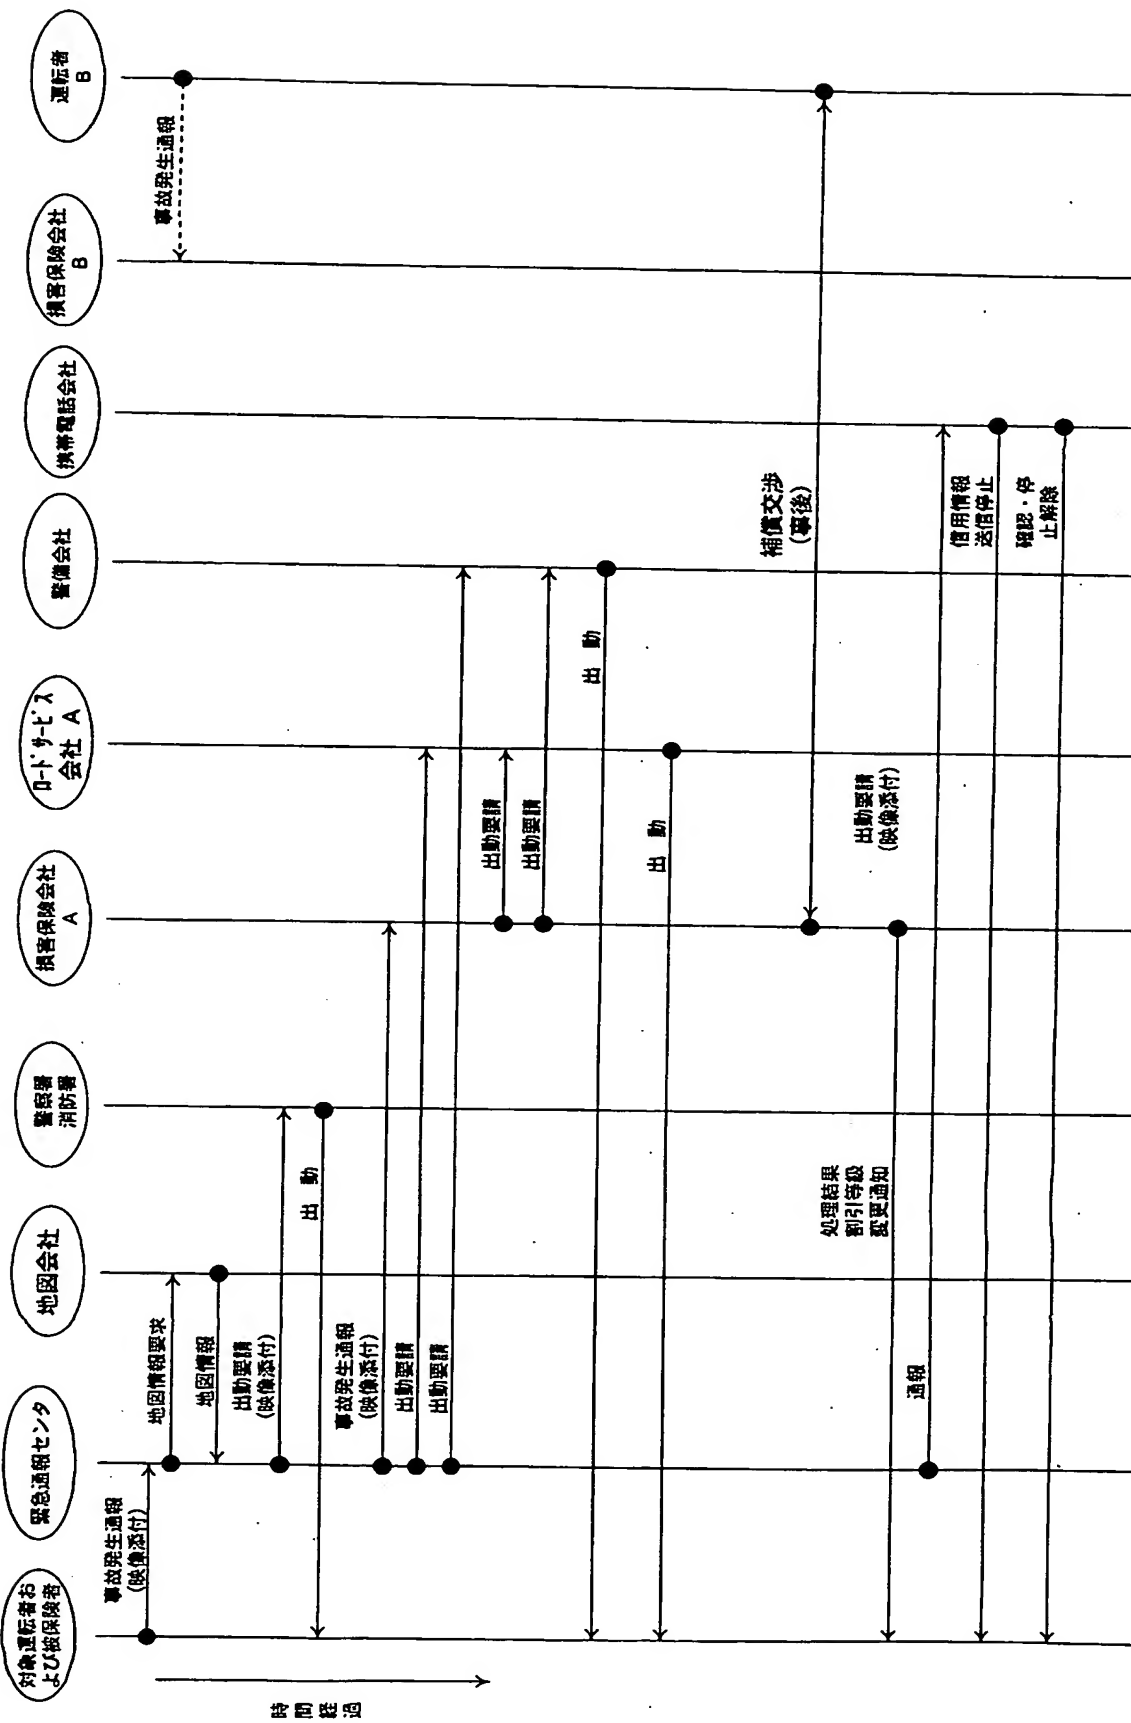 対象運転者お
よび被保険者
緊急通報センタ
地図会社
警察署
消防署
損害保険会社
A
ロードサービス
会社 A
警備会社
携帯電話会社
損害保険会社
B
運転者
B
時間経過
事故発生通報
(映像添付)
地図情報要求
地図情報
出動要請
(映像添付)
出 動
事故発生通報
(映像添付)
出動要請
出動要請
出動要請
出動要請
出 動
出 動
事故発生通報
補償交渉
(事後)
出動要請
(映像添付)
処理結果
割引等級
変更通知
通報
信用情報
送信停止
確認・停
止解除